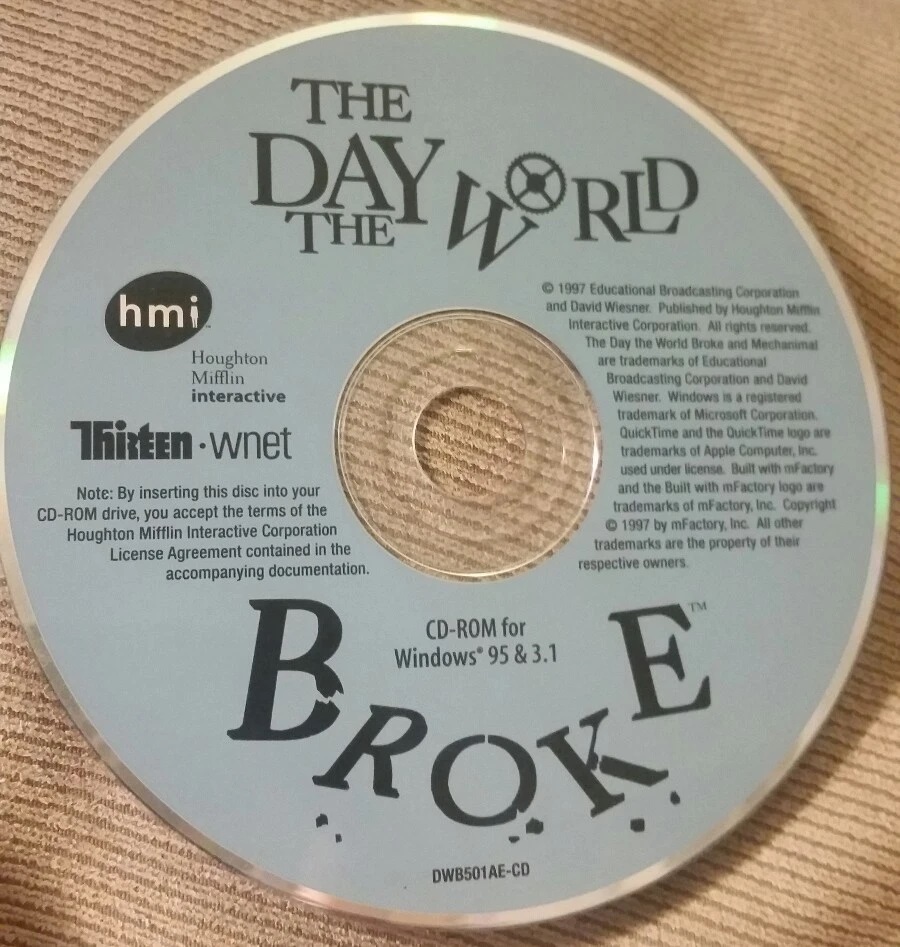 THE
DAY
THE
WORLD
hmi™
Houghton
Mifflin
interactive
Thirteen·wnet
Note: By inserting this disc into your
CD-ROM drive, you accept the terms of the
Houghton Mifflin Interactive Corporation
License Agreement contained in the
accompanying documentation.
© 1997 Educational Broadcasting Corporation
and David Wiesner. Published by Houghton Mifflin
Interactive Corporation. All rights reserved.
The Day the World Broke and Mechanimal
are trademarks of Educational
Broadcasting Corporation and David
Wiesner. Windows is a registered
trademark of Microsoft Corporation.
QuickTime and the QuickTime logo are
trademarks of Apple Computer, Inc.
used under license. Built with mFactory
and the Built with mFactory logo are
trademarks of mFactory, Inc. Copyright
© 1997 by mFactory, Inc. All other
trademarks are the property of their
respective owners.
CD-ROM for
Windows® 95 & 3.1
BROKE™
DWB501AE-CD